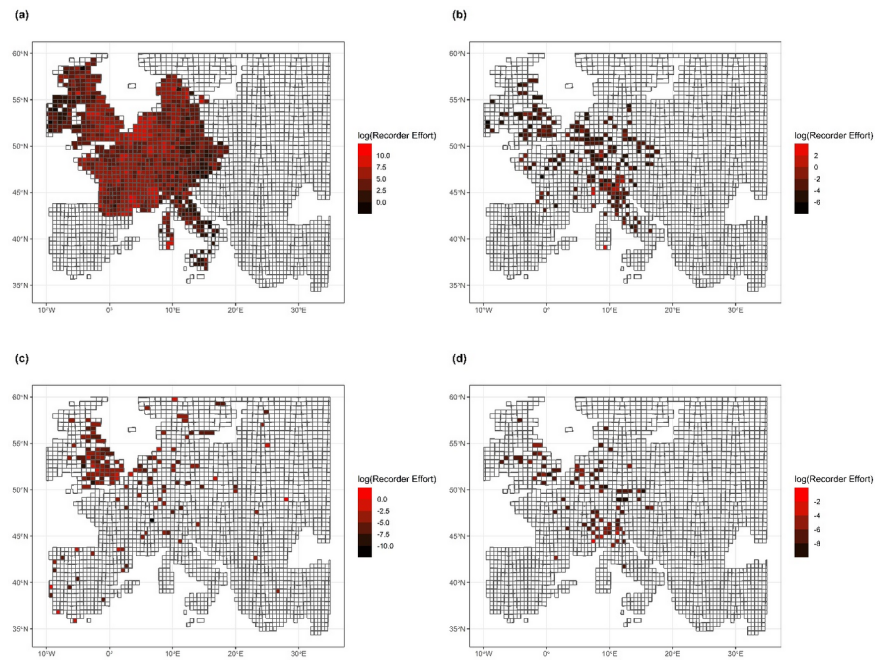 (a)
60°N
55°N
50°N
45°N
40°N
35°N
10°W
0°
10°E
20°E
30°E
log(Recorder Effort)
10.0
7.5
5.0
2.5
0.0
(b)
60°N
55°N
50°N
45°N
40°N
35°N
10°W
0°
10°E
20°E
30°E
log(Recorder Effort)
2
0
-2
-4
-6
(c)
60°N
55°N
50°N
45°N
40°N
35°N
10°W
0°
10°E
20°E
30°E
log(Recorder Effort)
0.0
-2.5
-5.0
-7.5
-10.0
(d)
60°N
55°N
50°N
45°N
40°N
35°N
10°W
0°
10°E
20°E
30°E
log(Recorder Effort)
-2
-4
-6
-8